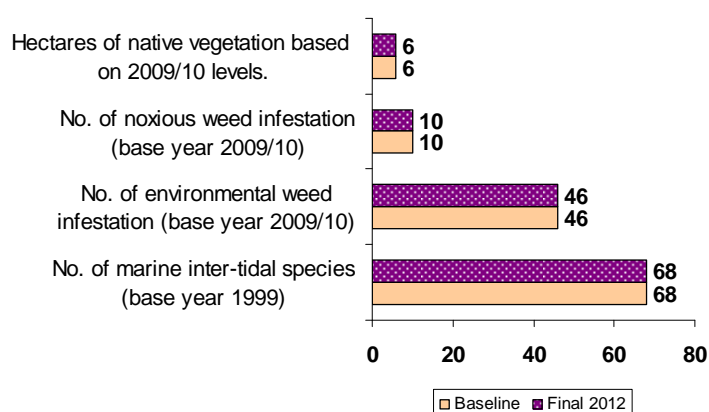 Hectares of native vegetation based
on 2009/10 levels.
6
6
No. of noxious weed infestation
(base year 2009/10)
10
10
No. of environmental weed
infestation (base year 2009/10)
46
46
No. of marine inter-tidal species
(base year 1999)
68
68
0 20 40 60 80
Baseline Final 2012